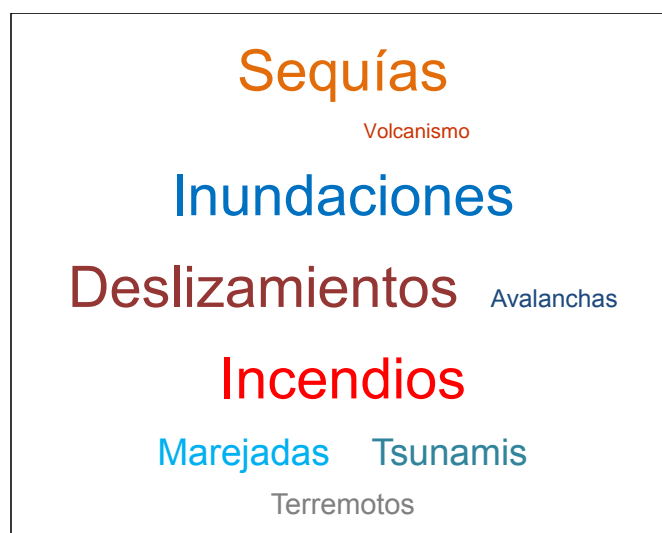 Sequías
Volcanismo
Inundaciones
Deslizamientos Avalanchas
Incendios
Marejadas Tsunamis
Terremotos